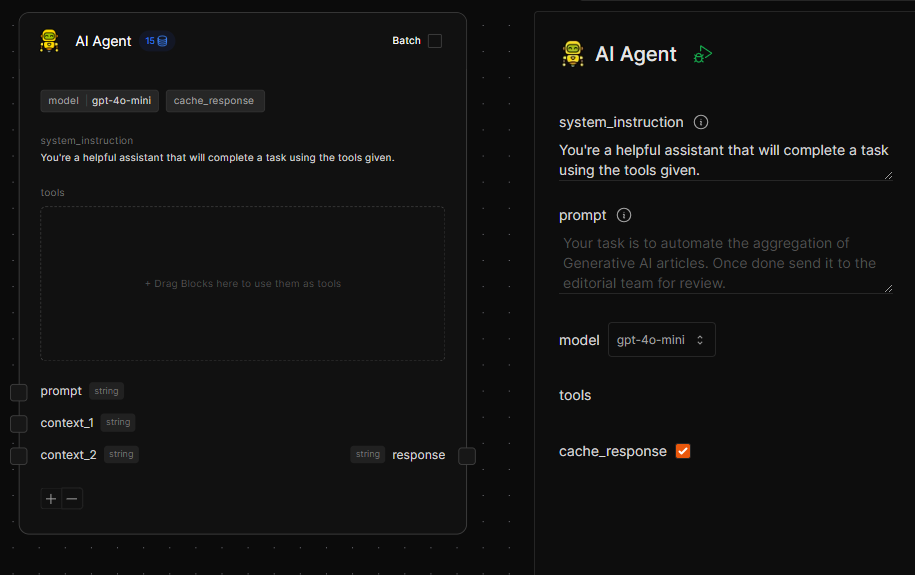 AI Agent 15 Batch
model gpt-4o-mini cache_response
system_instruction
You're a helpful assistant that will complete a task using the tools given.
tools
+ Drag Blocks here to use them as tools
prompt string
context_1 string
context_2 string string response
+ −
AI Agent
system_instruction
You're a helpful assistant that will complete a task
using the tools given.
prompt
Your task is to automate the aggregation of
Generative AI articles. Once done send it to the
editorial team for review.
model gpt-4o-mini
tools
cache_response